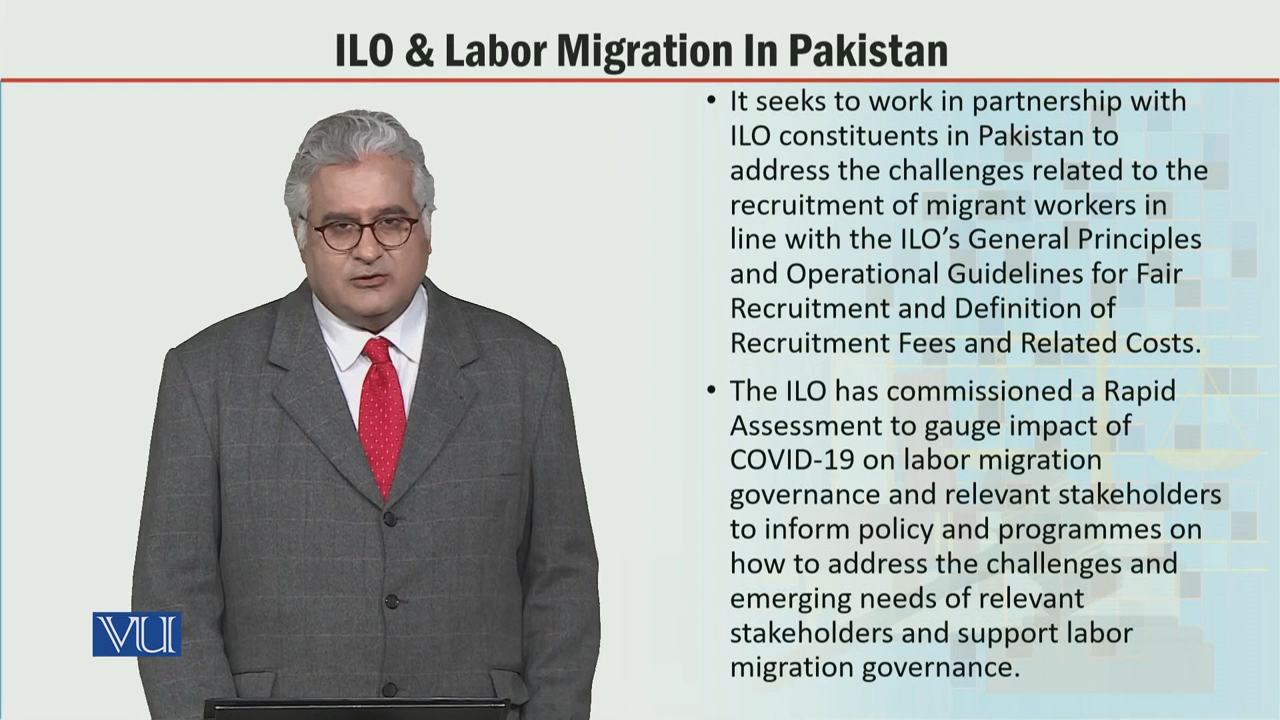 ILO & Labor Migration In Pakistan
• It seeks to work in partnership with
ILO constituents in Pakistan to
address the challenges related to the
recruitment of migrant workers in
line with the ILO’s General Principles
and Operational Guidelines for Fair
Recruitment and Definition of
Recruitment Fees and Related Costs.
• The ILO has commissioned a Rapid
Assessment to gauge impact of
COVID-19 on labor migration
governance and relevant stakeholders
to inform policy and programmes on
how to address the challenges and
emerging needs of relevant
stakeholders and support labor
migration governance.
VU